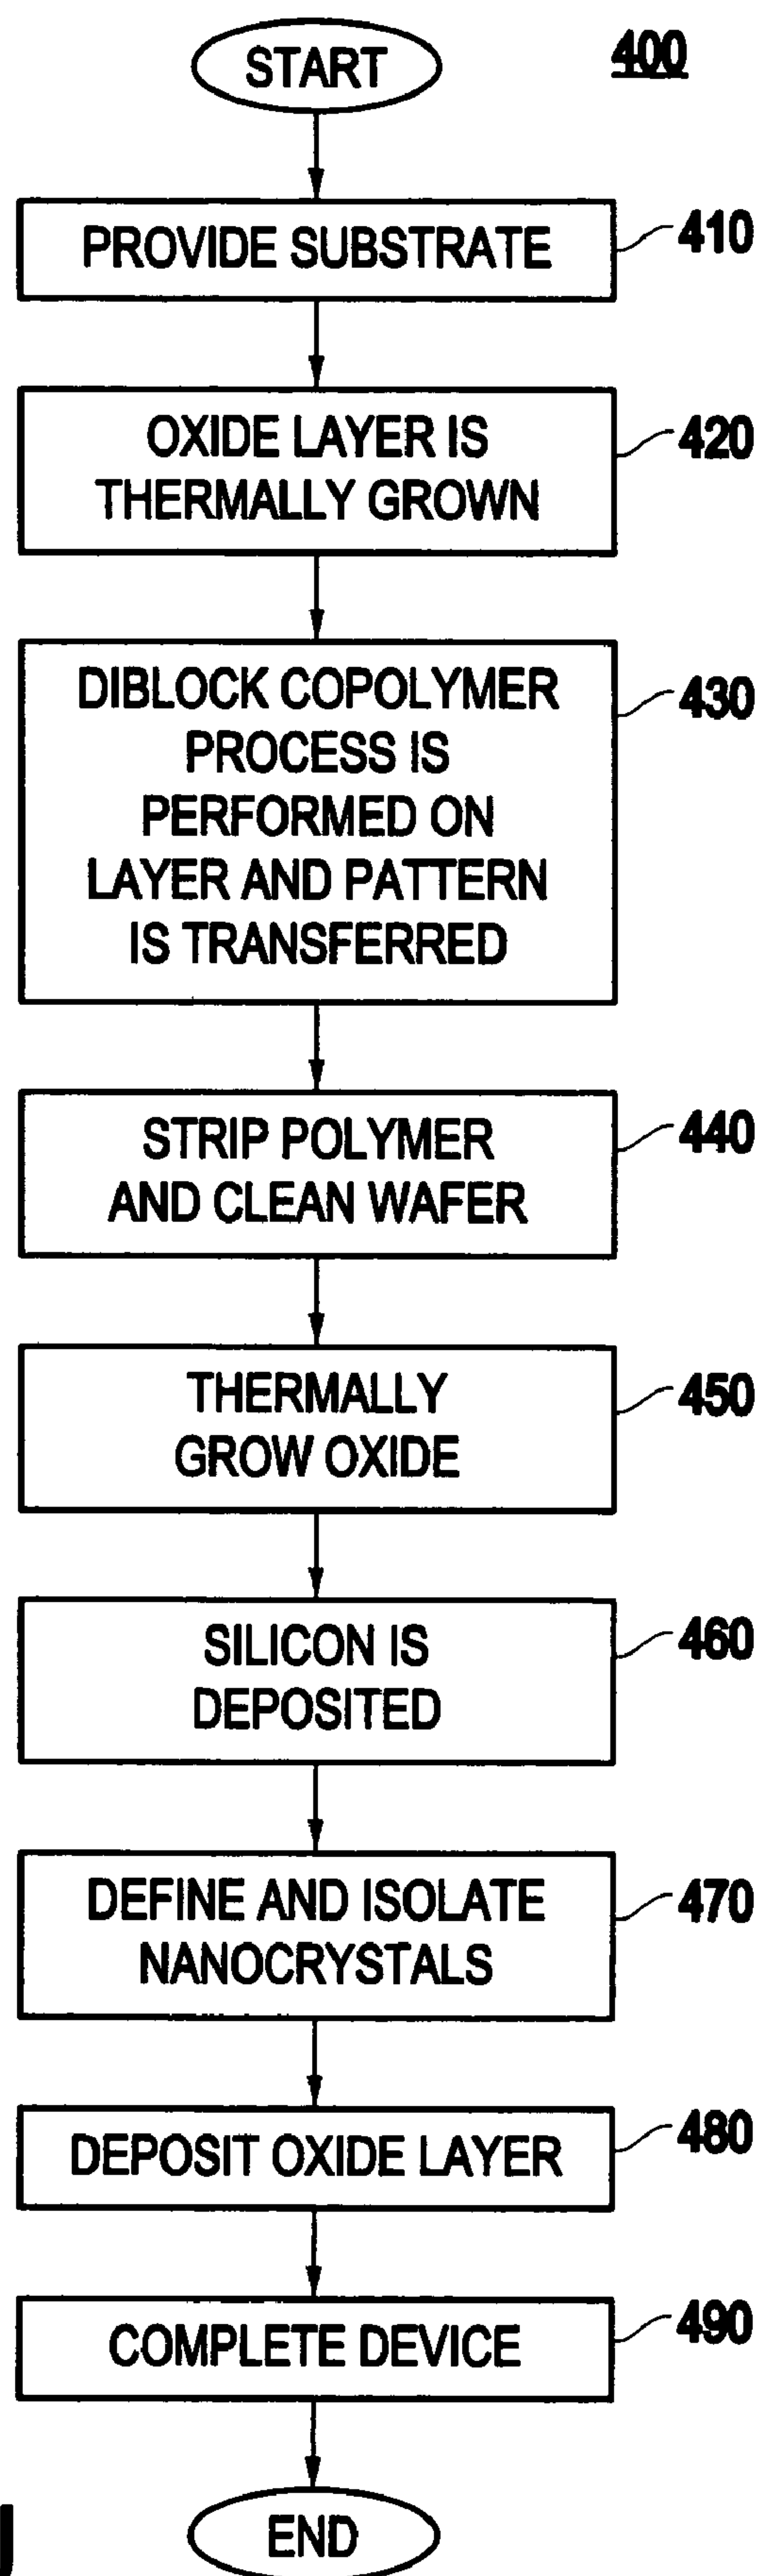 START
400
PROVIDE SUBSTRATE
410
OXIDE LAYER IS
THERMALLY GROWN
420
DIBLOCK COPOLYMER
PROCESS IS
PERFORMED ON
LAYER AND PATTERN
IS TRANSFERRED
430
STRIP POLYMER
AND CLEAN WAFER
440
THERMALLY
GROW OXIDE
450
SILICON IS
DEPOSITED
460
DEFINE AND ISOLATE
NANOCRYSTALS
470
DEPOSIT OXIDE LAYER
480
COMPLETE DEVICE
490
END